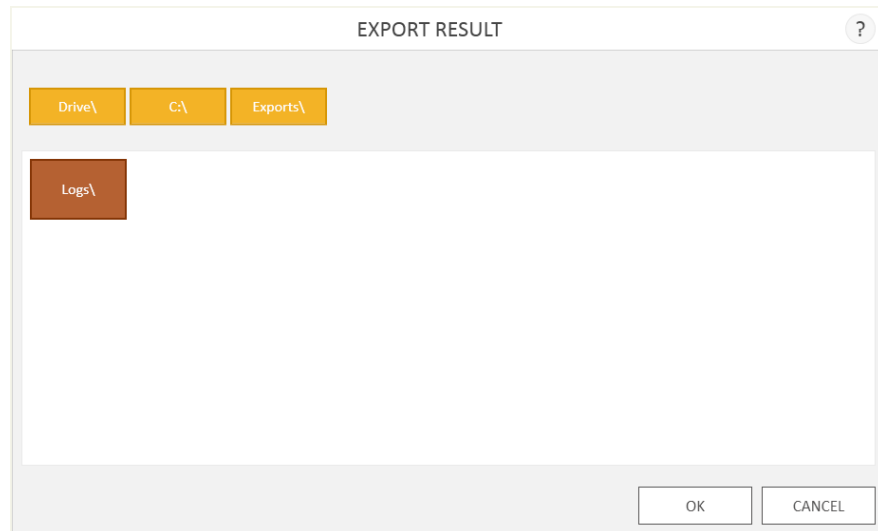 EXPORT RESULT
?
Drive\ C:\ Exports\
Logs\
OK CANCEL